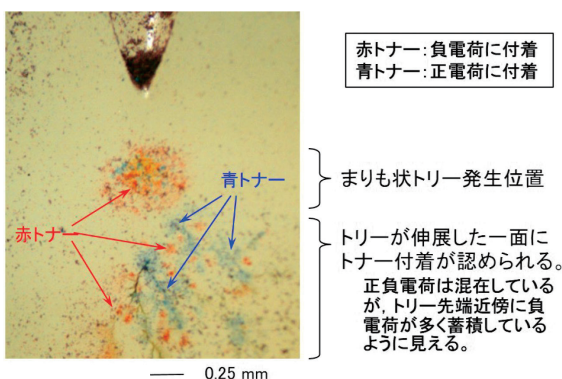 赤トナー：負電荷に付着
青トナー：正電荷に付着
青トナー
まりも状トリー発生位置
赤トナー
トリーが伸展した一面に
トナー付着が認められる。
正負電荷は混在している
が，トリー先端近傍に負
電荷が多く蓄積している
ように見える。
0.25 mm